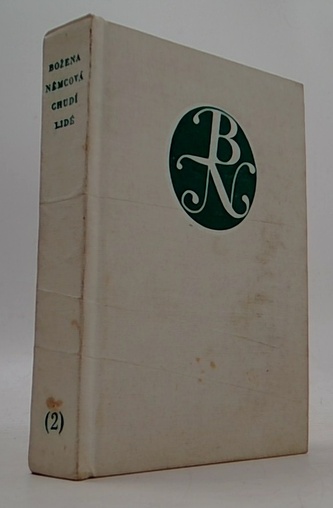 BOŽENA
NĚMCOVÁ
CHUDÍ
LIDÉ
(2)
BN